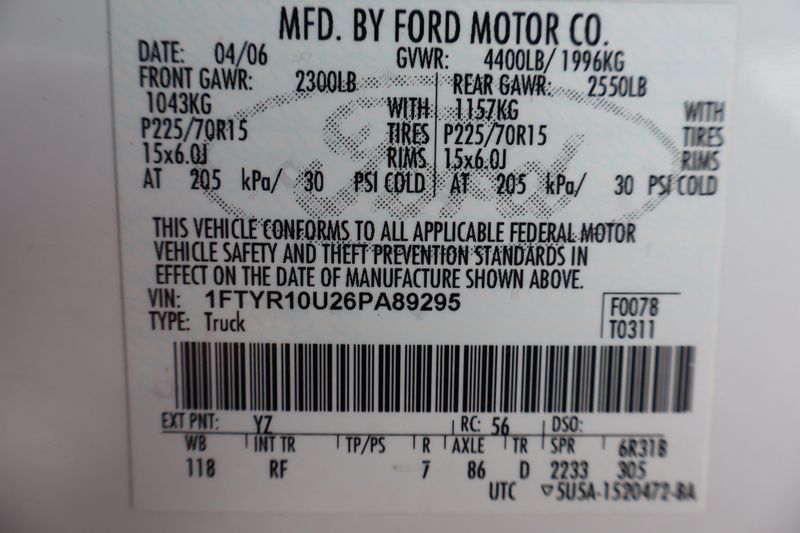 MFD. BY FORD MOTOR CO.
DATE: 04/06 GVWR: 4400LB/ 1996KG
FRONT GAWR: 2300LB REAR GAWR: 2550LB
1043KG WITH 1157KG WITH
P225/70R15 TIRES P225/70R15 TIRES
15x6.0J RIMS 15x6.0J RIMS
AT 205 kPa/ 30 PSI COLD AT 205 kPa/ 30 PSI COLD
Ford
THIS VEHICLE CONFORMS TO ALL APPLICABLE FEDERAL MOTOR
VEHICLE SAFETY AND THEFT PREVENTION STANDARDS IN
EFFECT ON THE DATE OF MANUFACTURE SHOWN ABOVE.
VIN: 1FTYR10U26PA89295 F0078
TYPE: Truck T0311
EXT PNT: YZ RC: 56 DSO:
WB INT TR TP/PS R AXLE TR SPR 6R31B
118 RF 7 86 D 2233 305
UTC ▽5U5A-1520472-BA